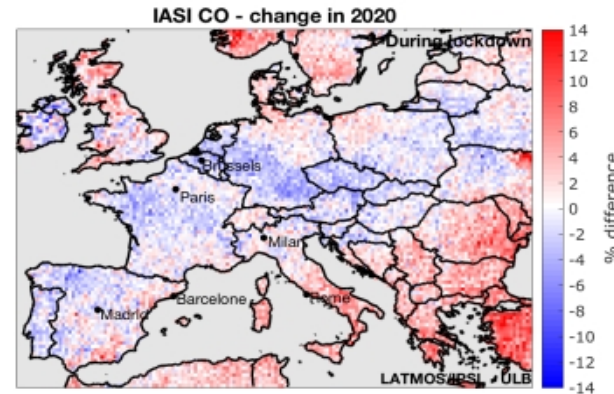 IASI CO - change in 2020
During lockdown
Brussels
Paris
Milan
Barcelone
Rome
Madrid
LATMOS/IPSL - ULB
14
12
10
8
6
4
2
0
-2
-4
-6
-8
-10
-12
-14
% difference